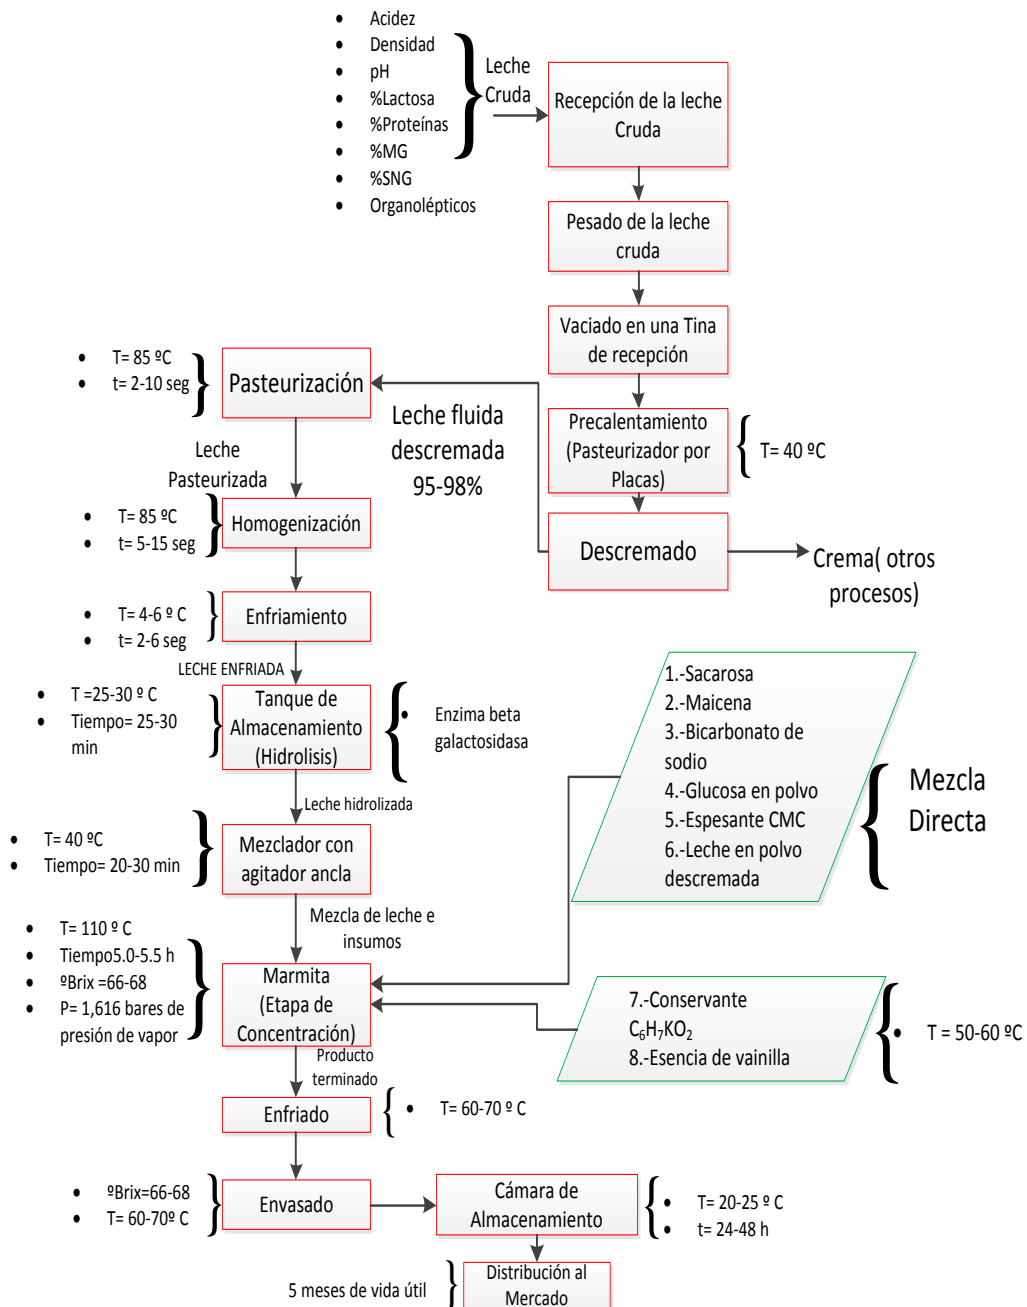 • Acidez
• Densidad
• pH
• %Lactosa
• %Proteínas
• %MG
• %SNG
• Organolépticos
Leche
Cruda
Recepción de la leche
Cruda
Pesado de la leche
cruda
Vaciado en una Tina
de recepción
Precalentamiento
(Pasteurizador por
Placas)
T= 40 ºC
Descremado
Crema( otros
procesos)
Leche fluida
descremada
95-98%
• T= 85 ºC
• t= 2-10 seg
Pasteurización
Leche
Pasteurizada
• T= 85 ºC
• t= 5-15 seg
Homogenización
• T= 4-6 º C
• t= 2-6 seg
Enfriamiento
LECHE ENFRIADA
• T =25-30 º C
• Tiempo= 25-30
min
Tanque de
Almacenamiento
(Hidrolisis)
• Enzima beta
galactosidasa
Leche hidrolizada
• T= 40 ºC
• Tiempo= 20-30 min
Mezclador con
agitador ancla
Mezcla de leche e
insumos
1.-Sacarosa
2.-Maicena
3.-Bicarbonato de
sodio
4.-Glucosa en polvo
5.-Espesante CMC
6.-Leche en polvo
descremada
Mezcla
Directa
• T= 110 º C
• Tiempo5.0-5.5 h
• ºBrix =66-68
• P= 1,616 bares de
presión de vapor
Marmita
(Etapa de
Concentración)
7.-Conservante
C₆H₇KO₂
8.-Esencia de vainilla
• T = 50-60 ºC
Producto
terminado
Enfriado
• T= 60-70 º C
• ºBrix=66-68
• T= 60-70º C
Envasado
Cámara de
Almacenamiento
• T= 20-25 º C
• t= 24-48 h
5 meses de vida útil
Distribución al
Mercado